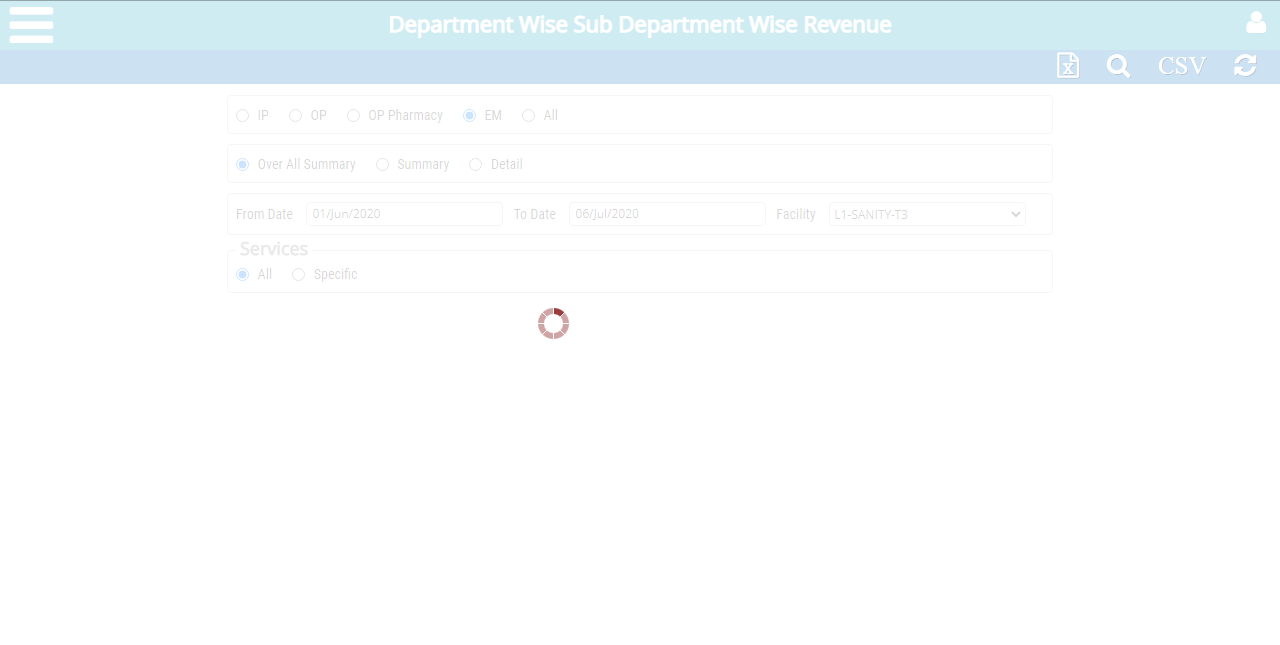 Department Wise Sub Department Wise Revenue
CSV
IP OP OP Pharmacy EM All
Over All Summary Summary Detail
From Date 01/Jun/2020 To Date 06/Jul/2020 Facility L1-SANITY-T3
Services
All Specific